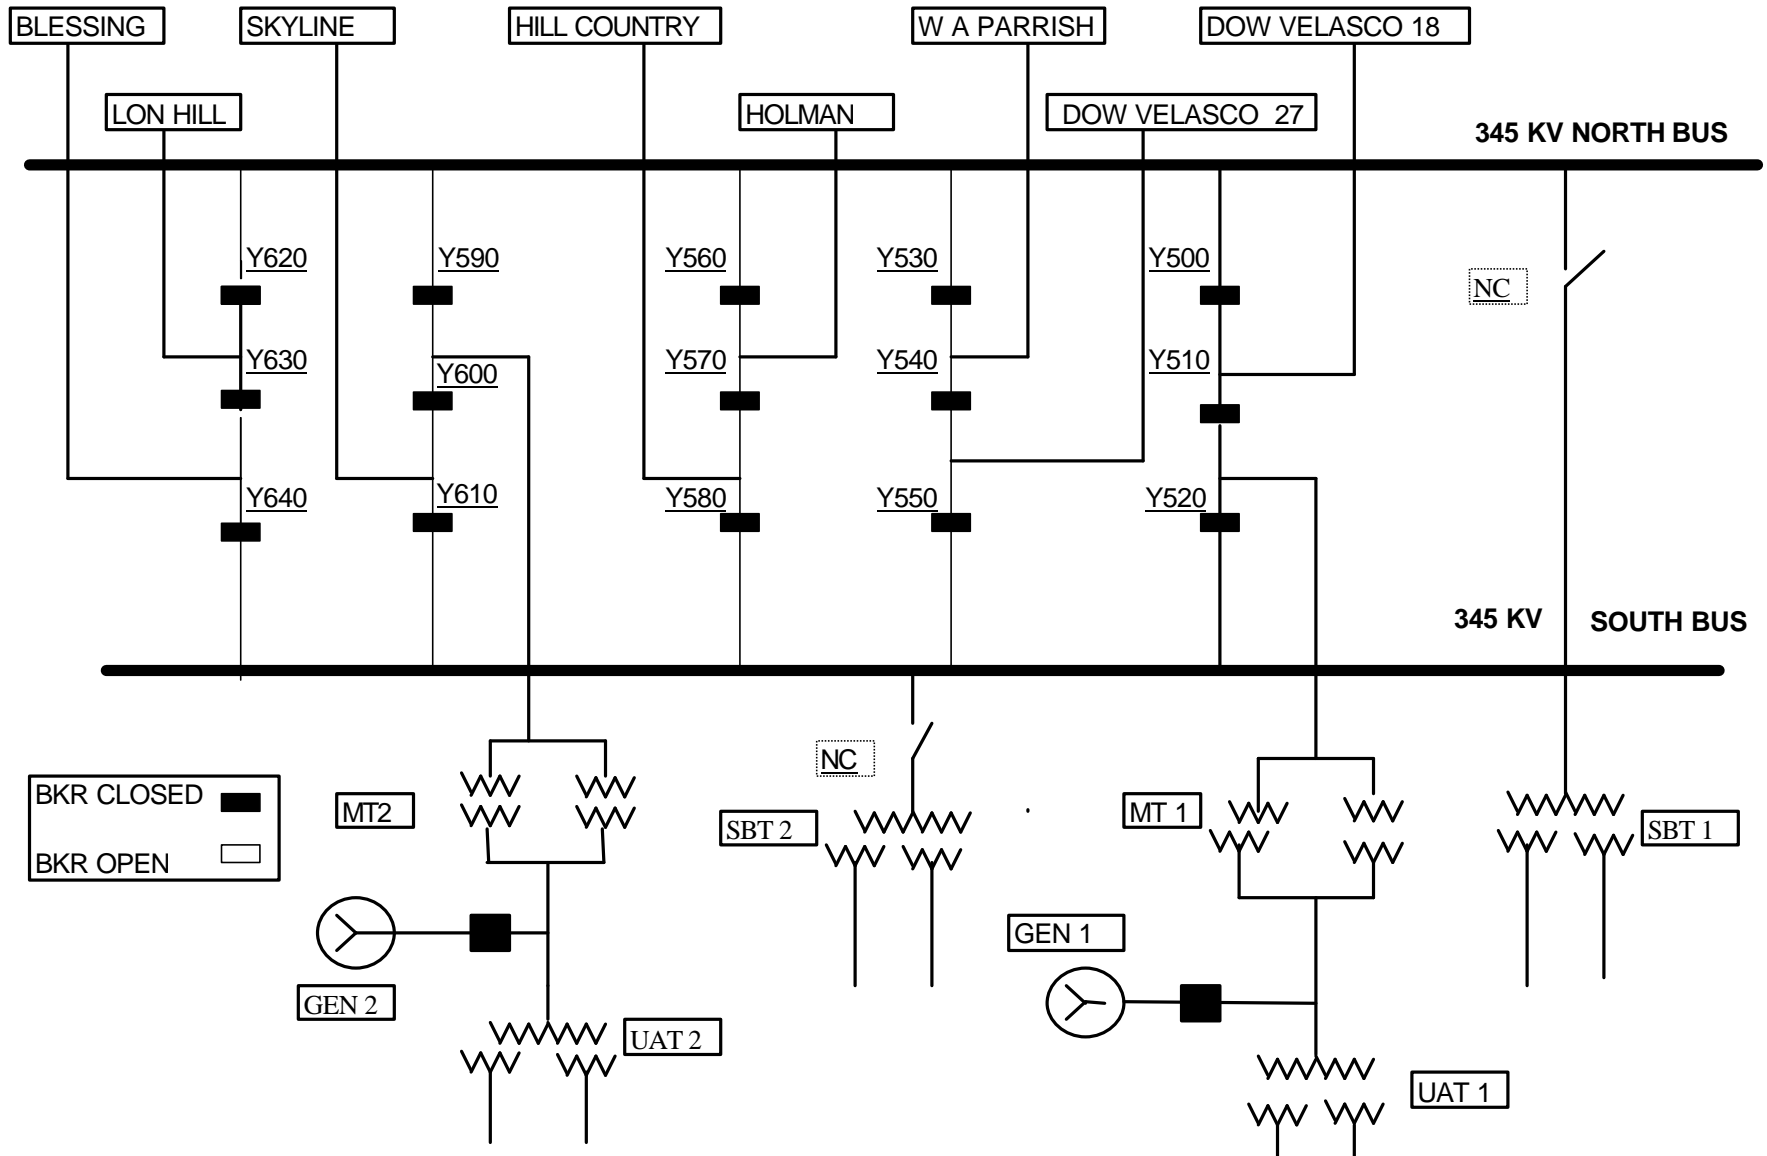 BLESSING
SKYLINE
HILL COUNTRY
W A PARRISH
DOW VELASCO 18
LON HILL
HOLMAN
DOW VELASCO 27
345 KV NORTH BUS
Y620
Y590
Y560
Y530
Y500
NC
Y630
Y600
Y570
Y540
Y510
Y640
Y610
Y580
Y550
Y520
345 KV SOUTH BUS
NC
BKR CLOSED
BKR OPEN
MT2
SBT 2
MT 1
SBT 1
GEN 1
GEN 2
UAT 2
UAT 1